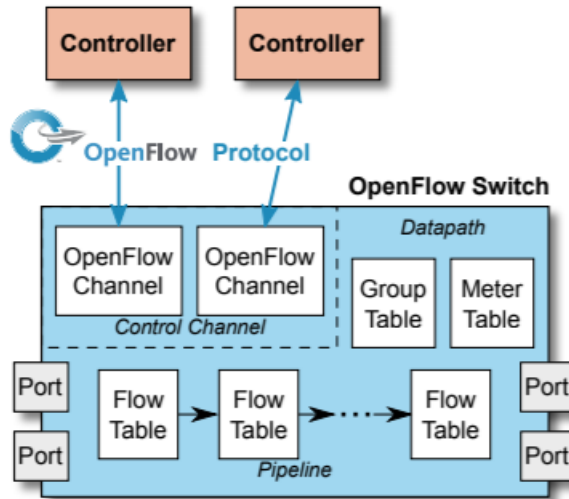 Controller
Controller
OpenFlow Protocol
OpenFlow Switch
Datapath
OpenFlow
Channel
OpenFlow
Channel
Control Channel
Group
Table
Meter
Table
Port
Port
Flow
Table
Flow
Table
Flow
Table
Pipeline
Port
Port